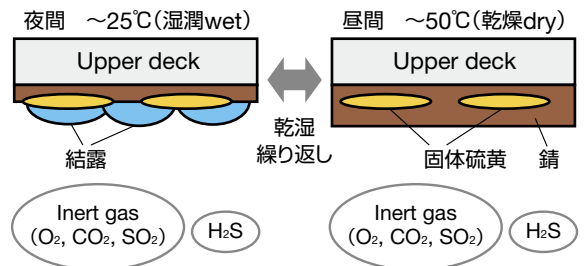 夜間　～25℃（湿潤wet）
昼間　～50℃（乾燥dry）
Upper deck
Upper deck
乾湿
繰り返し
結露
固体硫黄
錆
Inert gas
(O₂, CO₂, SO₂)
H₂S
Inert gas
(O₂, CO₂, SO₂)
H₂S